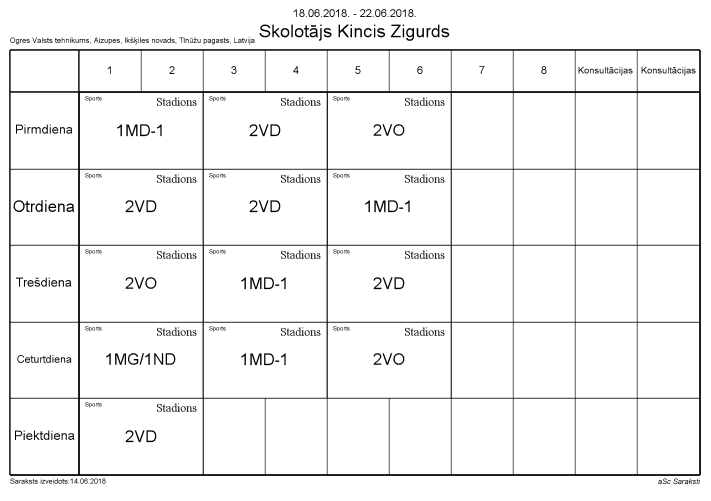 18.06.2018. - 22.06.2018.
Ogres Valsts tehnikums, Aizupes, Ikšķiles novads, Tīnūžu pagasts, Latvija Skolotājs Kincis Zigurds
1 2 3 4 5 6 7 8 Konsultācijas Konsultācijas
Sports Stadions Sports Stadions Sports Stadions
Pirmdiena 1MD-1 2VD 2VO
Sports Stadions Sports Stadions Sports Stadions
Otrdiena 2VD 2VD 1MD-1
Sports Stadions Sports Stadions Sports Stadions
Trešdiena 2VO 1MD-1 2VD
Sports Stadions Sports Stadions Sports Stadions
Ceturtdiena 1MG/1ND 1MD-1 2VO
Sports Stadions
Piektdiena 2VD
Saraksts izveidots:14.06.2018 aSc Saraksti